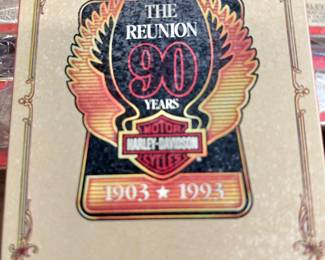 THE
REUNION
90
YEARS
MOTOR
HARLEY-DAVIDSON
CYCLES
1903 ★ 1993